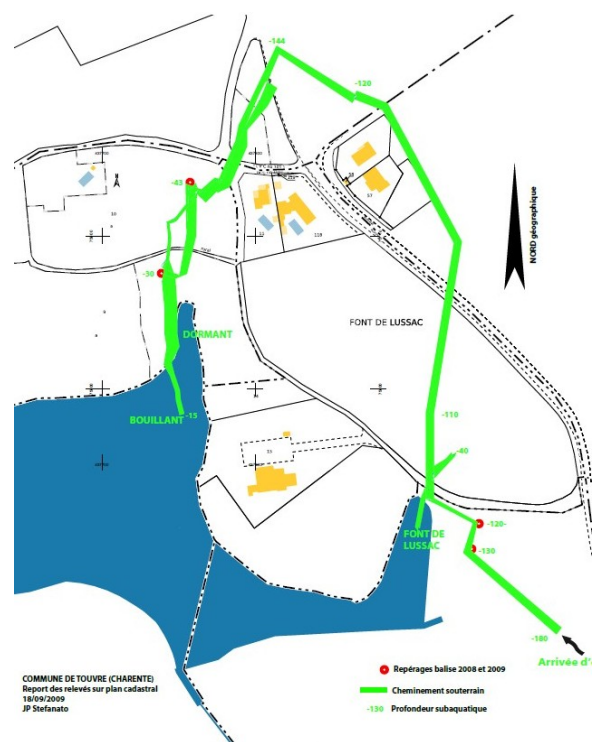 -144
-120
-43
NORD géographique
-30
FONT DE LUSSAC
DORMANT
BOUILLANT
-15
-110
-40
FONT DE
LUSSAC
-120-
-130
-180
Arrivée d'
COMMUNE DE TOUVRE (CHARENTE)
Report des relevés sur plan cadastral
18/09/2009
JP Stefanato
Repérages balise 2008 et 2009
Cheminement souterrain
-130 Profondeur subaquatique